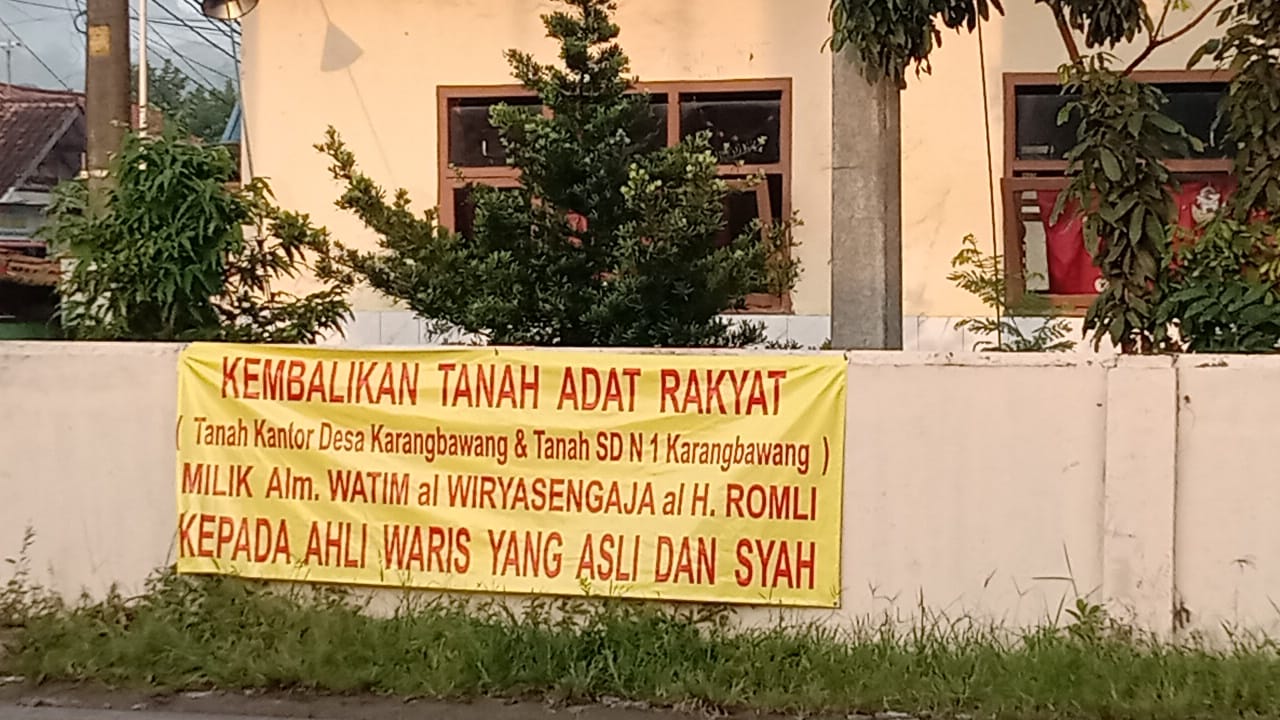 KEMBALIKAN TANAH ADAT RAKYAT
( Tanah Kantor Desa Karangbawang & Tanah SD N 1 Karangbawang )
MILIK Alm. WATIM al WIRYASENGAJA al H. ROMLI
KEPADA AHLI WARIS YANG ASLI DAN SYAH